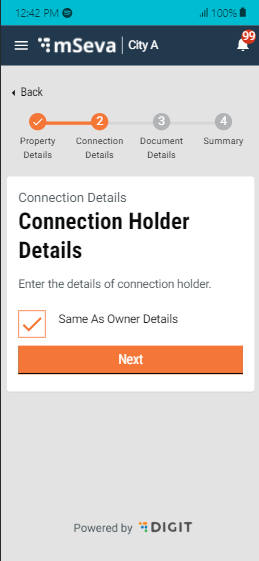 12:42 PM 100%
mSeva City A 99
Back
2 3 4
Property Connection Document Summary
Details Details Details
Connection Details
Connection Holder
Details
Enter the details of connection holder.
Same As Owner Details
Next
Powered by DIGIT